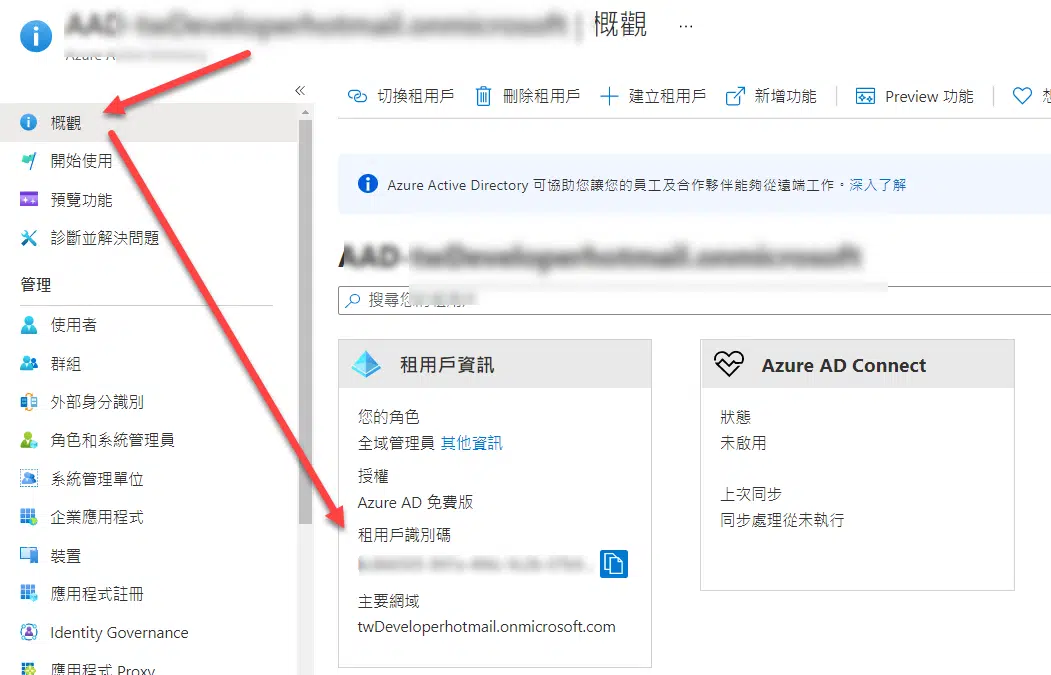 AAD-twDeveloperhotmail.onmicrosoft | 概觀 ...
«
概觀
開始使用
預覽功能
診斷並解決問題
管理
使用者
群組
外部身分識別
角色和系統管理員
系統管理單位
企業應用程式
裝置
應用程式註冊
Identity Governance
應用程式 Proxy
切換租用戶 刪除租用戶 建立租用戶 新增功能 Preview 功能
Azure Active Directory 可協助您讓您的員工及合作夥伴能夠從遠端工作。深入了解
AAD-twDeveloperhotmail.onmicrosoft
搜尋您
租用戶資訊
您的角色
全域管理員 其他資訊
授權
Azure AD 免費版
租用戶識別碼
主要網域
twDeveloperhotmail.onmicrosoft.com
Azure AD Connect
狀態
未啟用
上次同步
同步處理從未執行